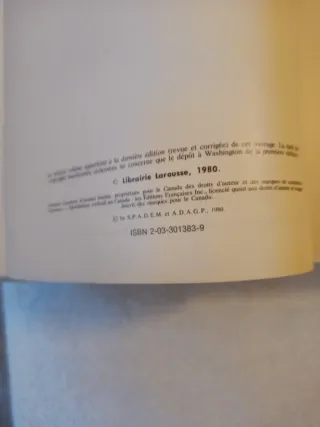 Le présent volume appartient à la dernière édition (revue et corrigée) de cet ouvrage. La date du
copyright mentionnée ci-dessous ne concerne que le dépôt à Washington de la première édition.
© Librairie Larousse, 1980.
Librairie Larousse (Canada) limitée, propriétaire pour le Canada des droits d'auteur et des marques de commerce
Larousse. — Distributeur exclusif au Canada : les Éditions Françaises Inc., licencié quant aux droits d'auteur et usager
inscrit des marques pour le Canada.
© by S.P.A.D.E.M. et A.D.A.G.P., 1980.
ISBN 2-03-301383-9